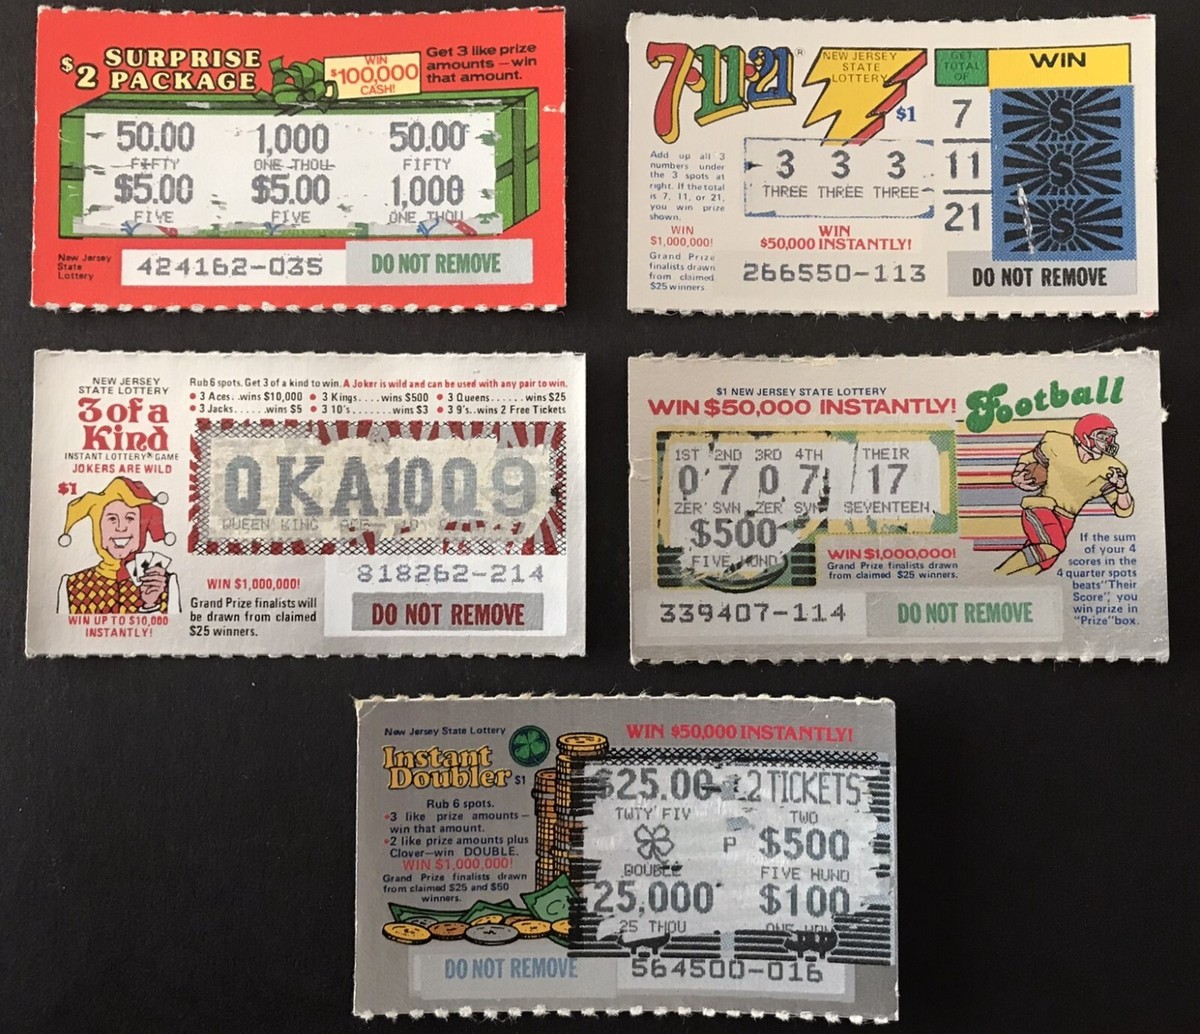 $2 SURPRISE
PACKAGE
WIN
$100,000
CASH!
Get 3 like prize
amounts — win
that amount.
50.00 1,000 50.00
FIFTY ONE THOU FIFTY
$5.00 $5.00 1,000
FIVE FIVE ONE THOU
New Jersey
State
Lottery
424162-035
DO NOT REMOVE
7·11·21®
NEW JERSEY
STATE
LOTTERY
$1
GET
TOTAL
OF
WIN
7
11
21
$
$
$
Add up all 3
numbers under
the 3 spots at
right. If the total
is 7, 11, or 21,
you win prize
shown.
3 3 3
THREE THREE THREE
WIN
$1,000,000!
Grand Prize
finalists drawn
from claimed
$25 winners.
WIN
$50,000 INSTANTLY!
266550-113
DO NOT REMOVE
NEW JERSEY
STATE LOTTERY
3 of a
Kind
INSTANT LOTTERY® GAME
JOKERS ARE WILD
$1
Rub 6 spots. Get 3 of a kind to win. A Joker is wild and can be used with any pair to win.
• 3 Aces..wins $10,000 • 3 Kings....wins $500 • 3 Queens......wins $25
• 3 Jacks.....wins $5 • 3 10's......wins $3 • 3 9's..wins 2 Free Tickets
Q K A 10 Q 9
QUEEN KING
WIN UP TO $10,000
INSTANTLY!
WIN $1,000,000!
Grand Prize finalists will
be drawn from claimed
$25 winners.
818262-214
DO NOT REMOVE
$1 NEW JERSEY STATE LOTTERY
WIN $50,000 INSTANTLY!
Football
1ST 2ND 3RD 4TH THEIR
0 7 0 7 17
ZER SVN ZER SVN SEVENTEEN
$500
FIVE HUND
WIN $1,000,000!
Grand Prize finalists drawn
from claimed $25 winners.
If the sum
of your 4
scores in the
4 quarter spots
beats "Their
Score", you
win prize in
"Prize" box.
339407-114
DO NOT REMOVE
New Jersey State Lottery
Instant
Doubler $1
WIN $50,000 INSTANTLY!
Rub 6 spots.
•3 like prize amounts—
win that amount.
•2 like prize amounts plus
Clover—win DOUBLE.
WIN $1,000,000!
Grand Prize finalists drawn
from claimed $25 and $50
winners.
$25.00 2 TICKETS
TWTY FIV TWO
P $500
DOUBLE FIVE HUND
25,000 $100
25 THOU
DO NOT REMOVE
564500-016